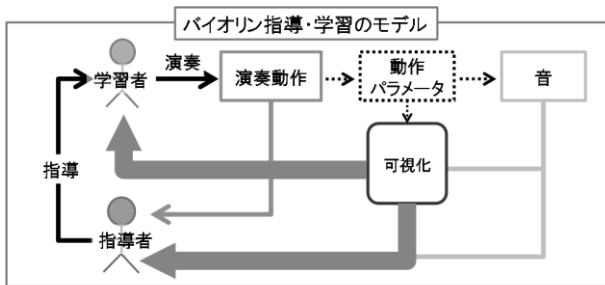 バイオリン指導・学習のモデル
学習者
演奏
演奏動作
動作
パラメータ
音
指導
可視化
指導者